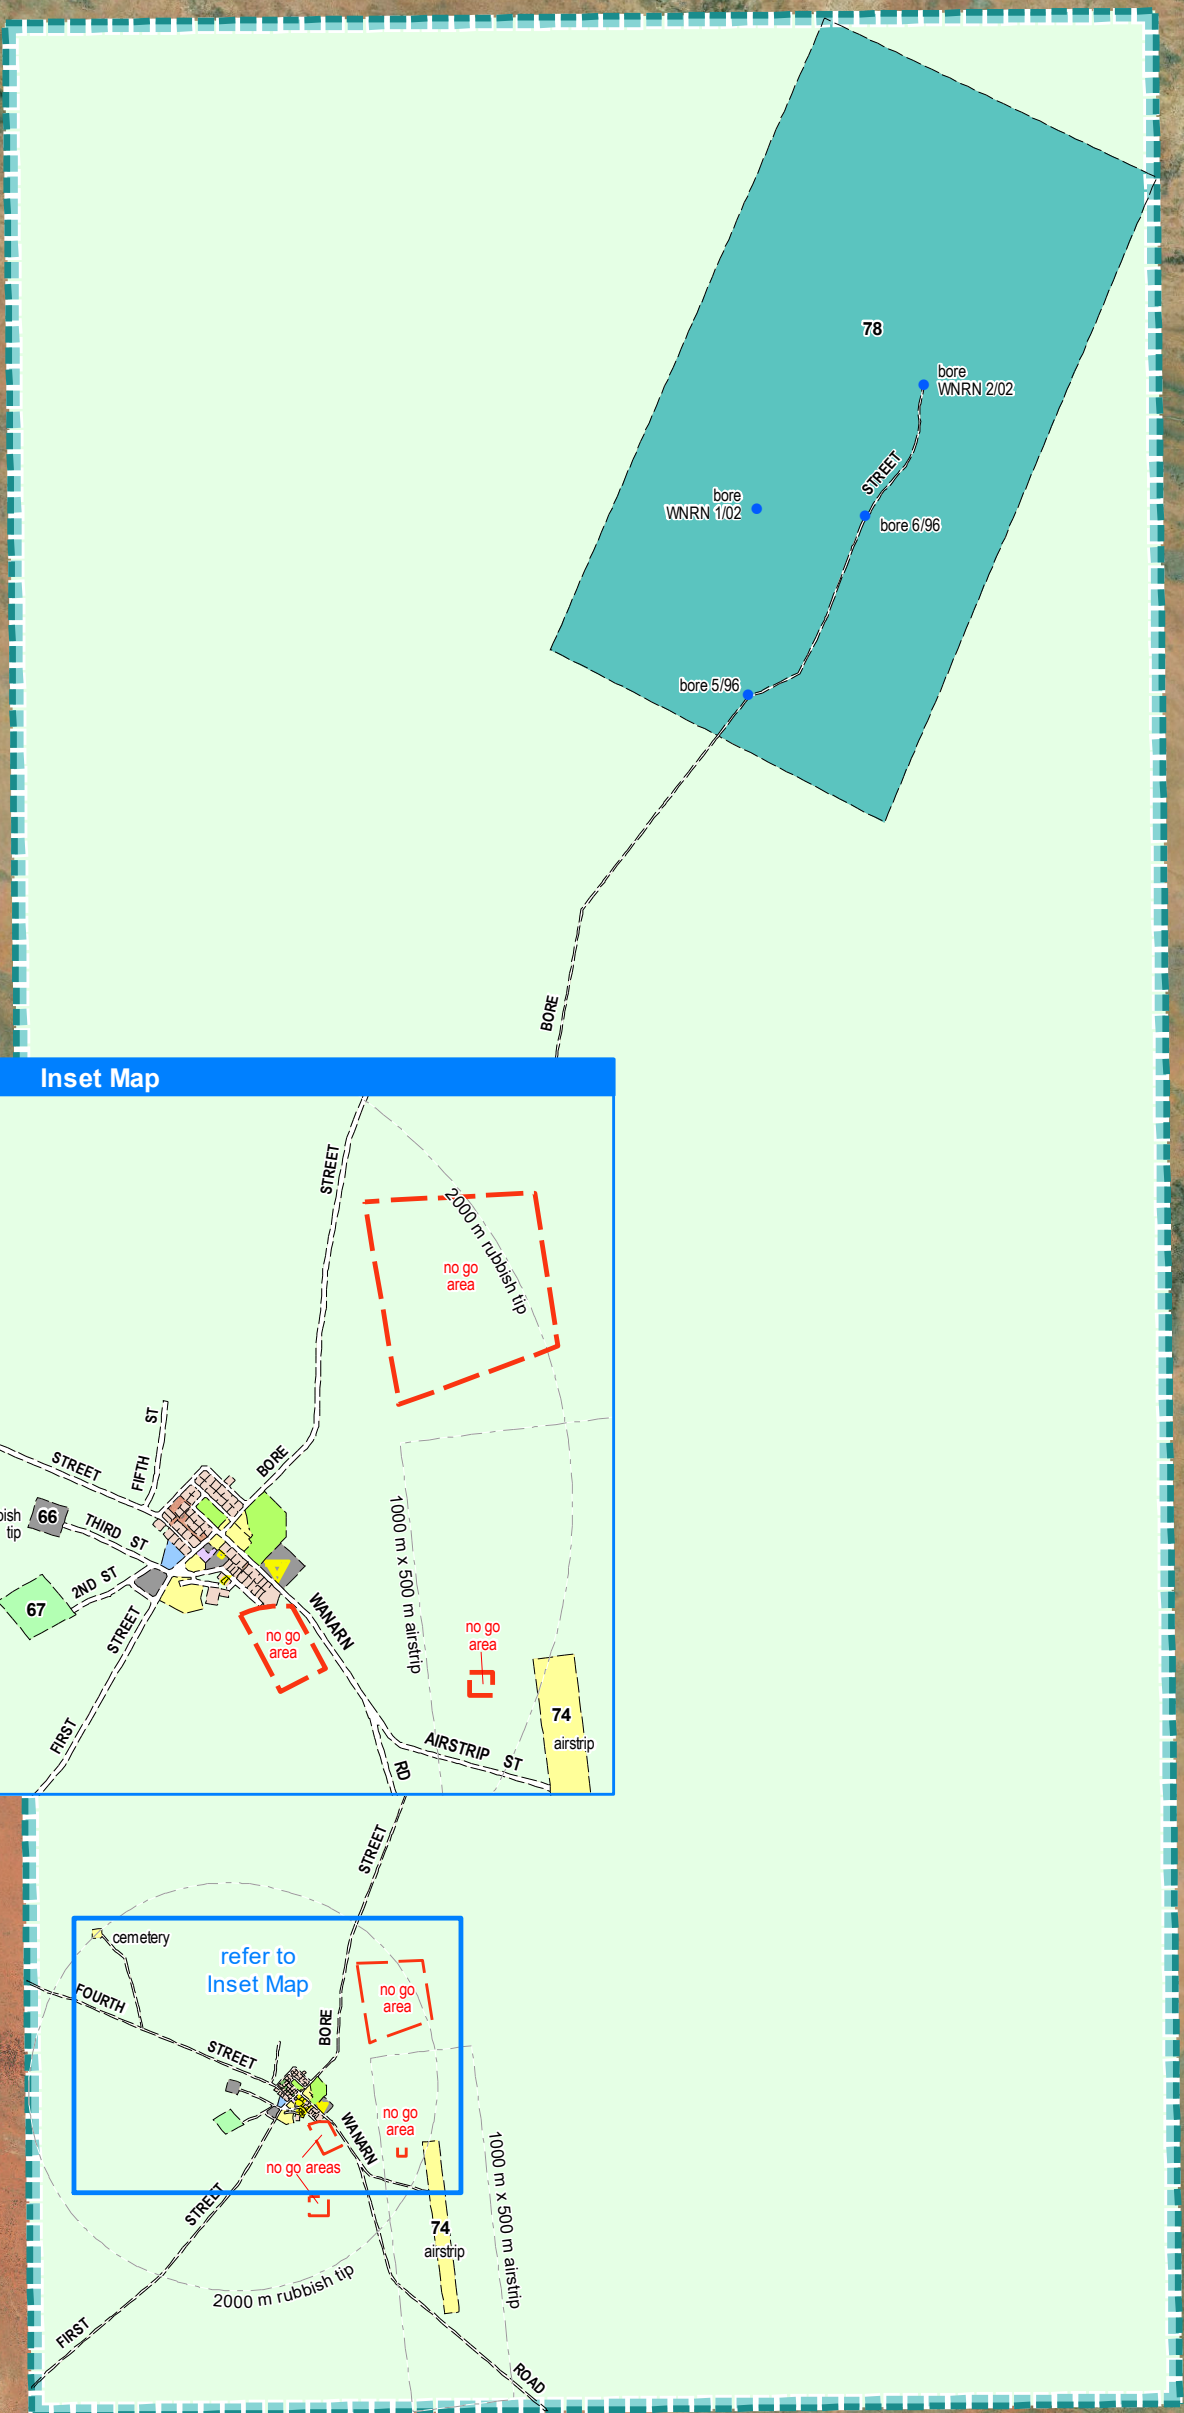 78
bore
WNRN 2/02
STREET
bore
WNRN 1/02
bore 6/96
bore 5/96
BORE
Inset Map
STREET
2000 m rubbish tip
no go
area
ST
FIFTH
STREET
BORE
66
tip
THIRD ST
1000 m x 500 m airstrip
2ND ST
67
STREET
WANARN
no go
area
no go
area
FIRST
74
airstrip
AIRSTRIP ST
RD
STREET
cemetery
refer to
Inset Map
FOURTH
no go
area
BORE
STREET
no go
area
WANARN
no go areas
STREET
1000 m x 500 m airstrip
74
airstrip
2000 m rubbish tip
FIRST
ROAD